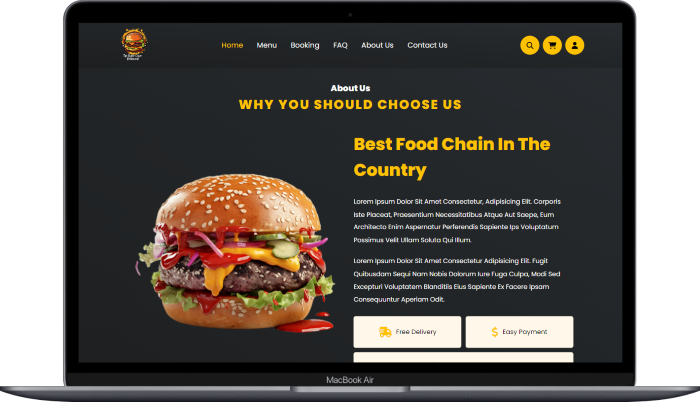 Home Menu Booking FAQ About Us Contact Us
About Us
WHY YOU SHOULD CHOOSE US
Best Food Chain In The
Country
Lorem Ipsum Dolor Sit Amet Consectetur, Adipisicing Elit. Corporis
Iste Placeat, Praesentium Necessitatibus Atque Aut Saepe, Eum
Architecto Enim Aspernatur Perferendis Sapiente Ips Voluptatum
Possimus Velit Ullam Soluta Qui Illum.
Lorem Ipsum Dolor Sit Amet Consectetur Adipisicing Elit. Fugit
Quibusdam Sequi Nam Nobis Dolorum Iure Fuga Culpa, Modi Sed
Excepturi Voluptatem Blanditiis Eius Sapiente Ex Facere Ipsam
Consequuntur Aperiam Odit.
Free Delivery Easy Payment
MacBook Air